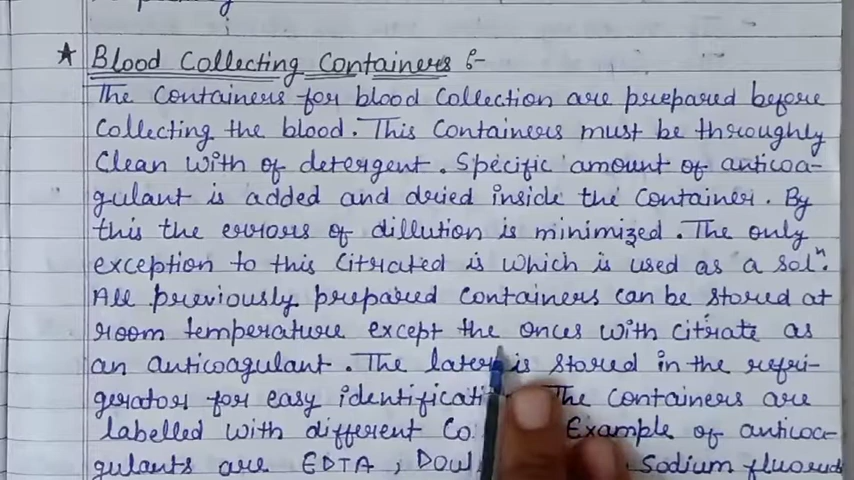 ★ Blood Collecting Containers :-
The Containers for blood Collection are prepared before
Collecting the blood. This Containers must be throughly
Clean with of detergent. Specific amount of anticoa-
gulant is added and dried inside the Container. By
this the errors of dillution is minimized. The only
exception to this Citrated is which is used as a solⁿ.
All previously prepared Containers can be stored at
room temperature except the onces with Citrate as
an anticoagulant. The later is stored in the refri-
gerator for easy identificati The Containers are
labelled with different Co Example of anticoa-
gulants are EDTA, Sodium